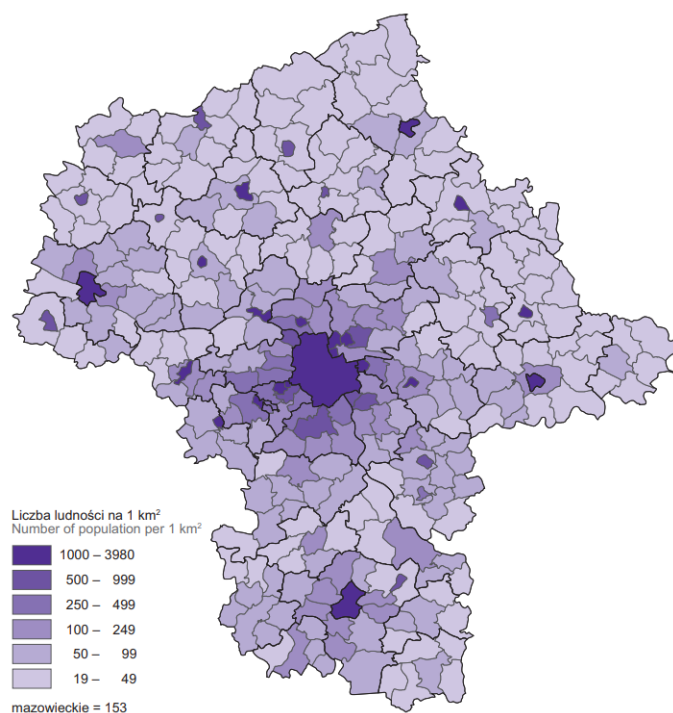 Liczba ludności na 1 km²
Number of population per 1 km²
1000 – 3980
500 – 999
250 – 499
100 – 249
50 – 99
19 – 49
mazowieckie = 153